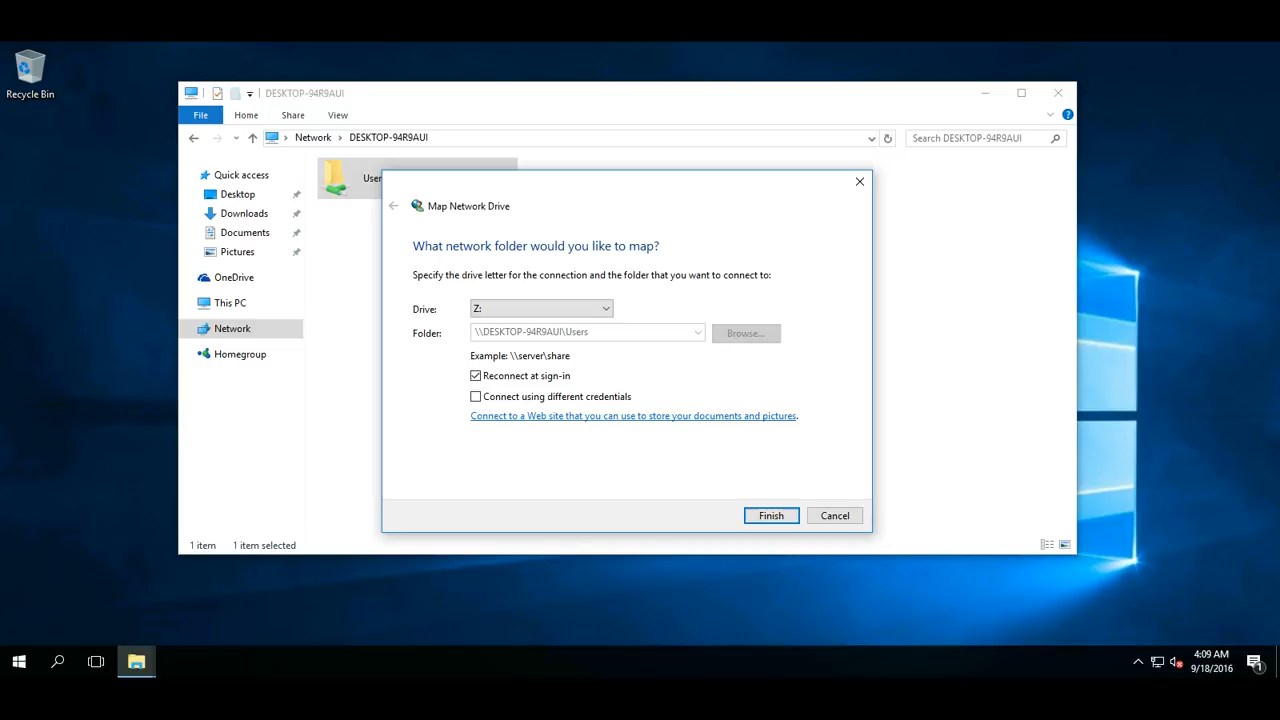 Recycle Bin
DESKTOP-94R9AUI
File
Home
Share
View
Network
DESKTOP-94R9AUI
Search DESKTOP-94R9AUI
Quick access
Desktop
Downloads
Documents
Pictures
OneDrive
This PC
Network
Homegroup
Map Network Drive
What network folder would you like to map?
Specify the drive letter for the connection and the folder that you want to connect to:
Drive: Z:
Folder: \\DESKTOP-94R9AUI\Users Browse...
Example: \\server\share
Reconnect at sign-in
Connect using different credentials
Connect to a Web site that you can use to store your documents and pictures.
Finish Cancel
1 item 1 item selected
4:09 AM
9/18/2016
1